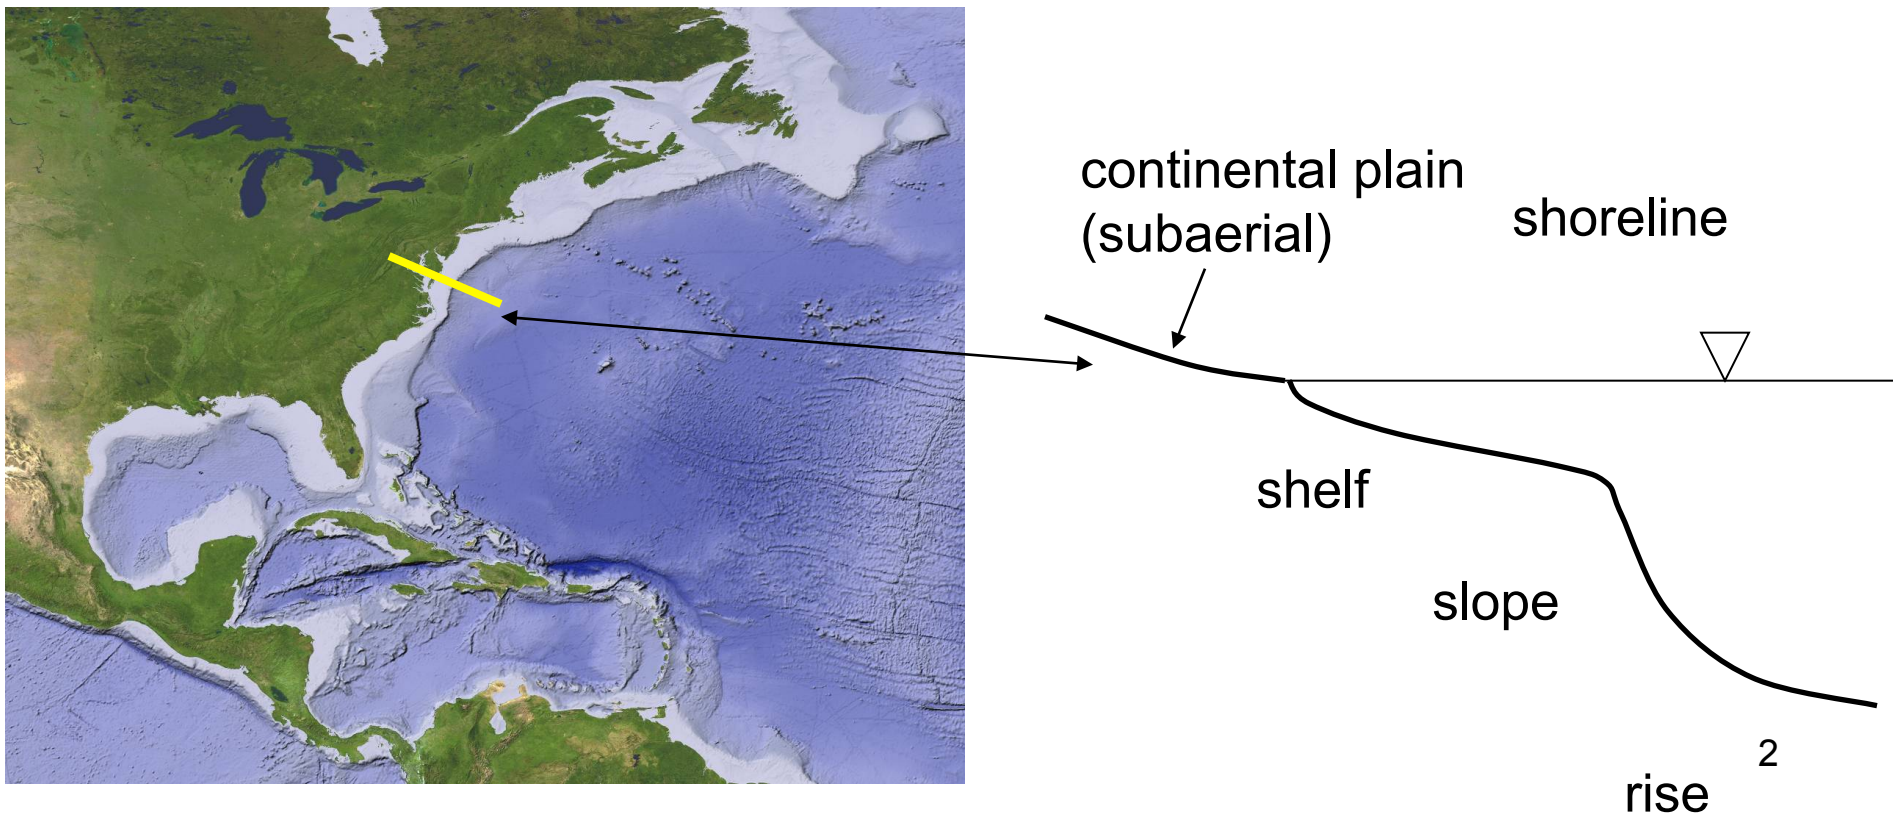 continental plain
(subaerial)
shoreline
shelf
slope
2
rise